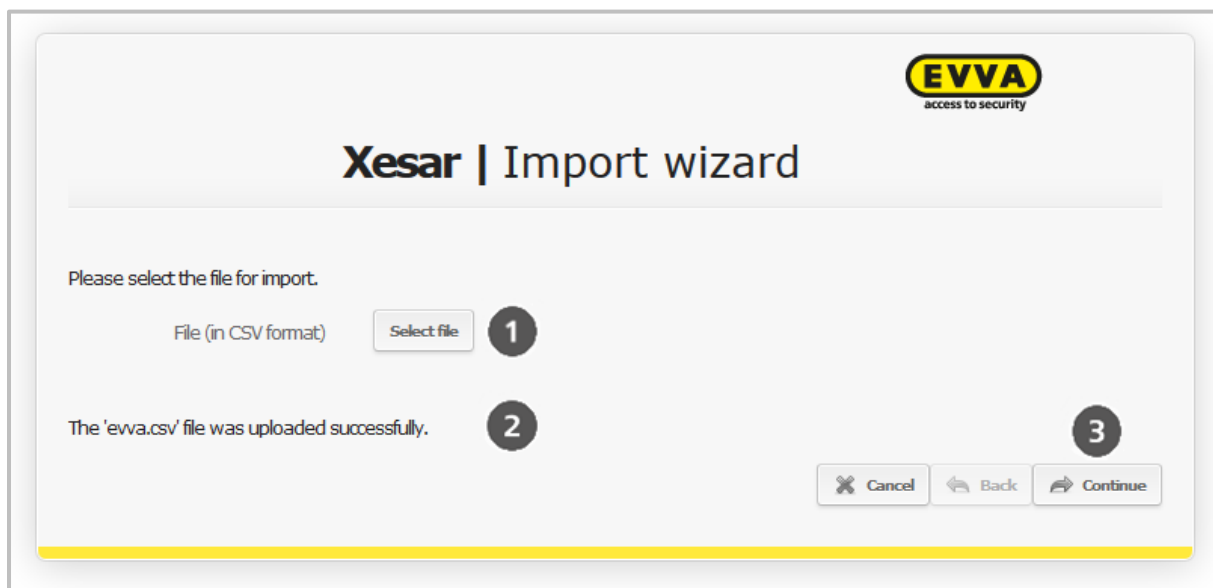 EVVA
access to security
Xesar | Import wizard
Please select the file for import.
File (in CSV format) Select file 1
The 'evva.csv' file was uploaded successfully. 2
3
Cancel Back Continue